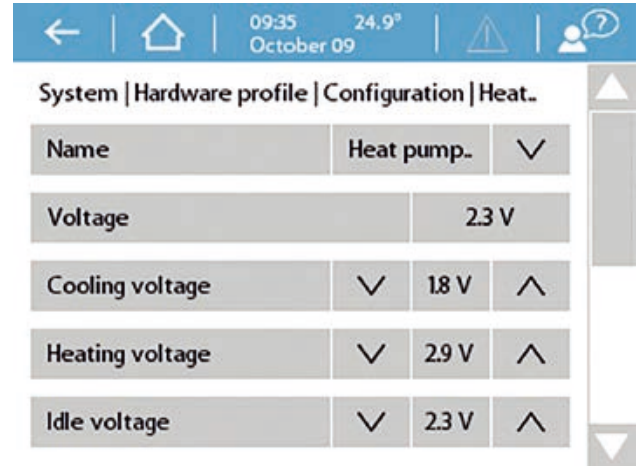 09:35 24.9°
October 09
?
System | Hardware profile | Configuration | Heat..
Name Heat pump..
Voltage 2.3 V
Cooling voltage 1.8 V
Heating voltage 2.9 V
Idle voltage 2.3 V